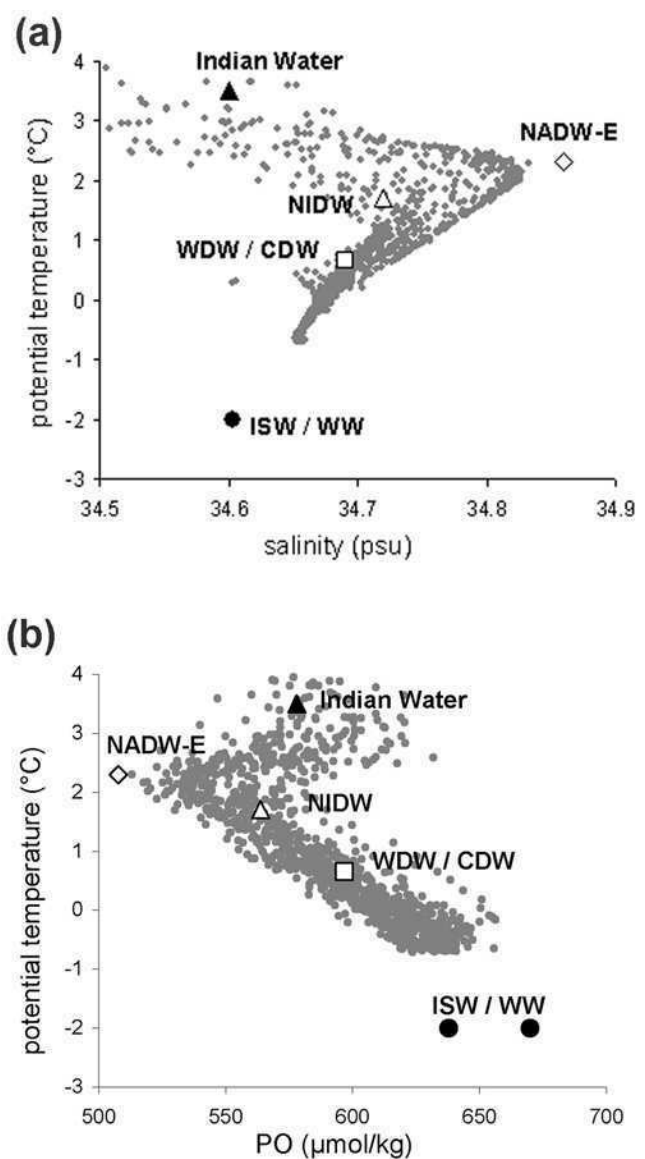 (a)
4
Indian Water
3
NADW-E
2
NIDW
1
WDW / CDW
0
-1
-2
ISW / WW
-3
34.5 34.6 34.7 34.8 34.9
salinity (psu)
potential temperature (°C)
(b)
4
Indian Water
3
NADW-E
2
NIDW
1
WDW / CDW
0
-1
ISW / WW
-2
-3
500 550 600 650 700
PO (µmol/kg)
potential temperature (°C)